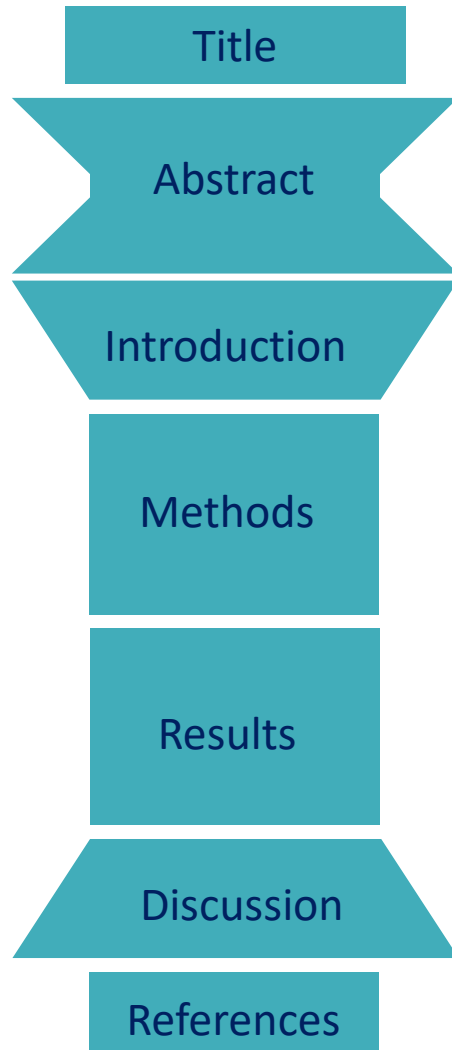 Title
Abstract
Introduction
Methods
Results
Discussion
References